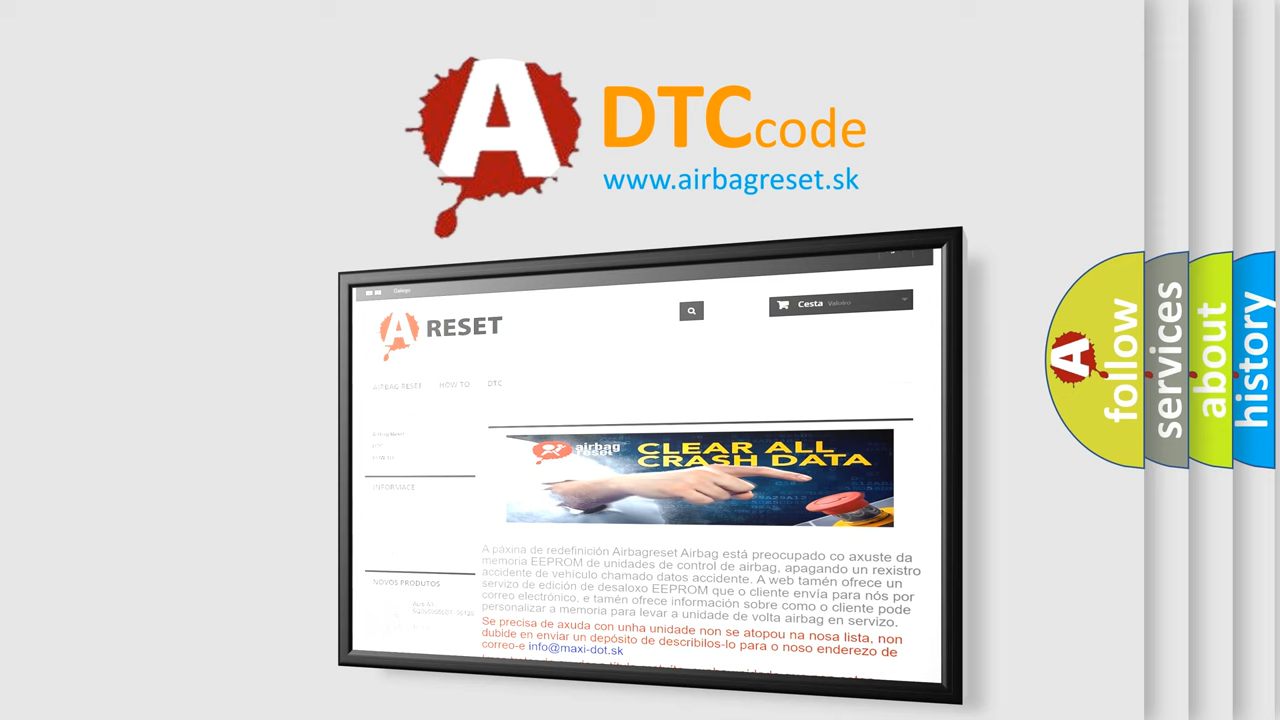 A
DTCcode
www.airbagreset.sk
Galego
A RESET
Cesta Valeiro
AIRBAG RESET HOW TO DTC
INFORMACE
NOVOS PRODUTOS
airbag
reset
CLEAR ALL
CRASH DATA
A páxina de redefinición Airbagreset Airbag está preocupado co axuste da
memoria EEPROM de unidades de control de airbag, apagando un rexistro
accidente de vehículo chamado datos accidente. A web tamén ofrece un
servizo de edición de desaloxo EEPROM que o cliente envía para nós por
correo electrónico, e tamén ofrece información sobre como o cliente pode
personalizar a memoria para levar a unidade de volta airbag en servizo.
Se precisa de axuda con unha unidade non se atopou na nosa lista, non
dubide en enviar un depósito de describilos-lo para o noso enderezo de
correo-e info@maxi-dot.sk
A
follow
services
about
history